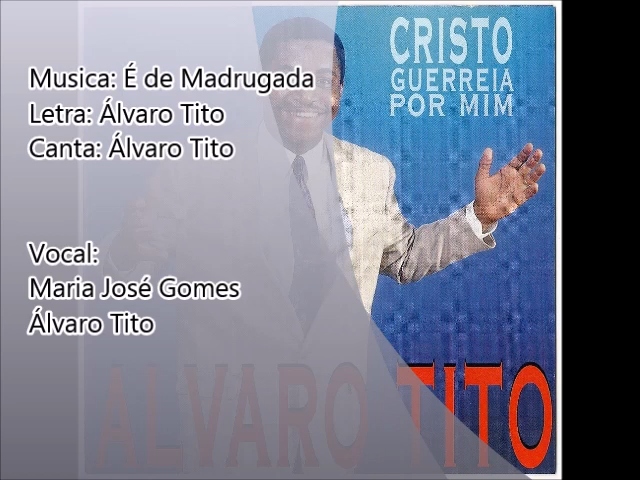 Musica: É de Madrugada
Letra: Álvaro Tito
Canta: Álvaro Tito
Vocal:
Maria José Gomes
Álvaro Tito
CRISTO
GUERREIA
POR MIM
ALVARO TITO